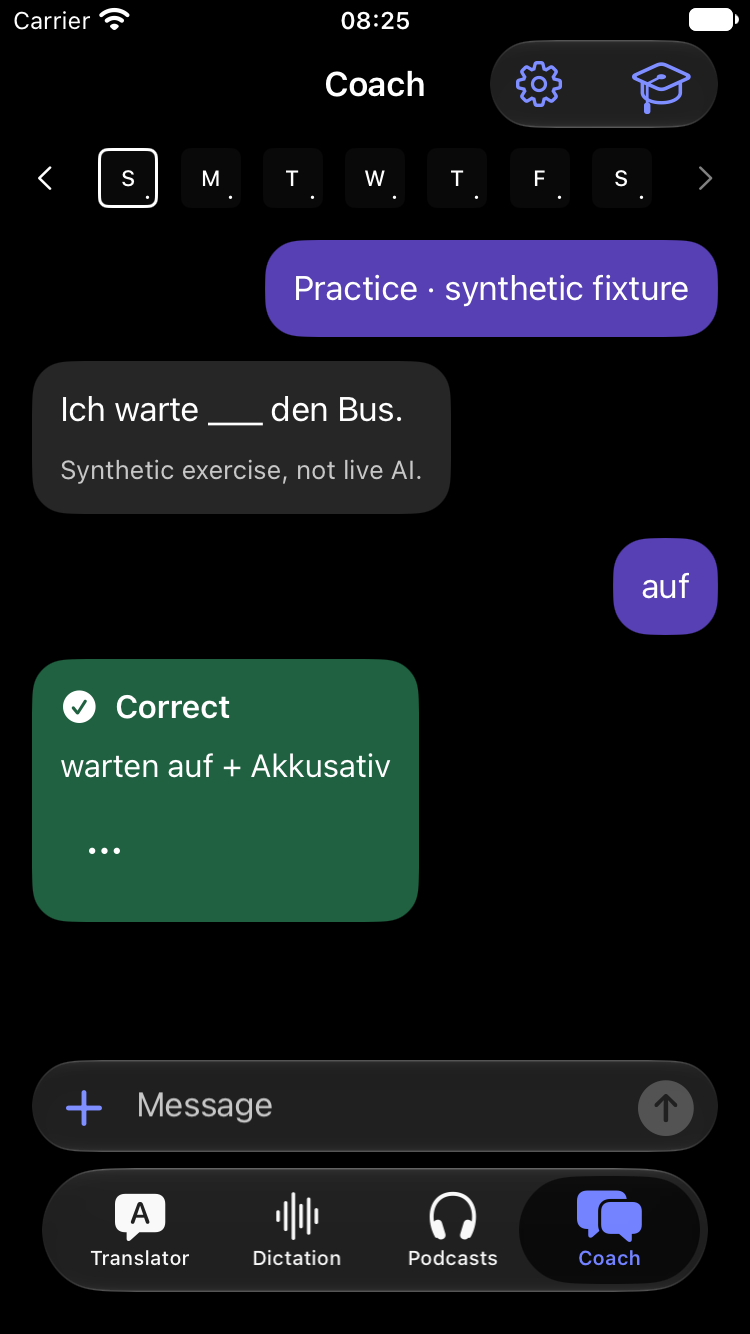 Carrier 08:25
Coach
S M T W T F S
Practice · synthetic fixture
Ich warte ___ den Bus.
Synthetic exercise, not live AI.
auf
Correct
warten auf + Akkusativ
...
Message
A
Translator Dictation Podcasts Coach